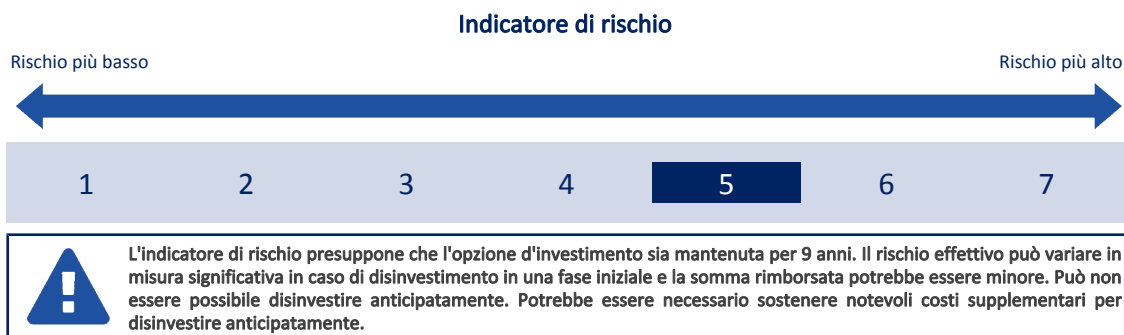 Indicatore di rischio
Rischio più basso
Rischio più alto
1 2 3 4 5 6 7
L'indicatore di rischio presuppone che l'opzione d'investimento sia mantenuta per 9 anni. Il rischio effettivo può variare in
misura significativa in caso di disinvestimento in una fase iniziale e la somma rimborsata potrebbe essere minore. Può non
essere possibile disinvestire anticipatamente. Potrebbe essere necessario sostenere notevoli costi supplementari per
disinvestire anticipatamente.